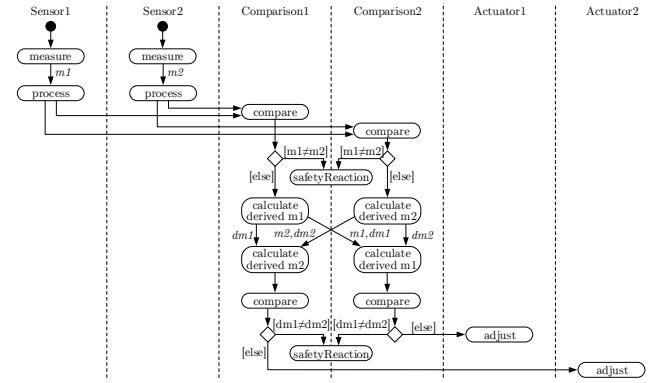 Sensor1 Sensor2 Comparison1 Comparison2 Actuator1 Actuator2
measure measure
m1 m2
process process
compare
compare
[m1≠m2] [m1≠m2]
[else] safetyReaction [else]
calculate calculate
derived m1 derived m2
dm1 m2,dm2 m1,dm1 dm2
calculate calculate
derived m2 derived m1
compare compare
[dm1≠dm2] [dm1≠dm2] [else]
adjust
[else] safetyReaction
adjust